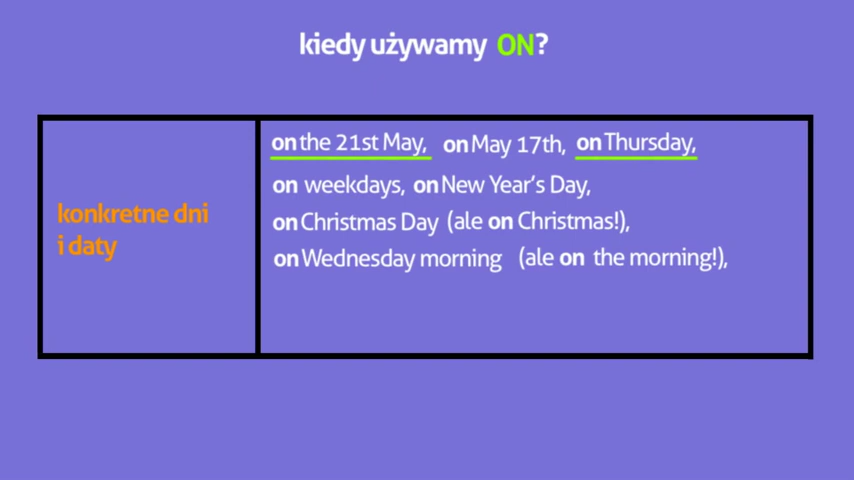 kiedy używamy ON?
konkretne dni
i daty
on the 21st May, on May 17th, on Thursday,
on weekdays, on New Year's Day,
on Christmas Day (ale on Christmas!),
on Wednesday morning (ale on the morning!),